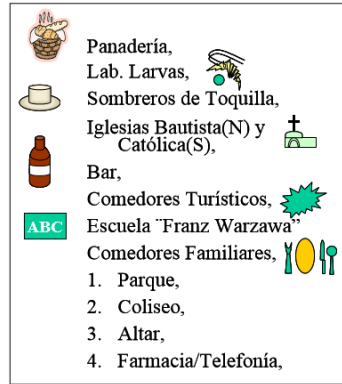 Panadería,
Lab. Larvas,
Sombreros de Toquilla,
Iglesias Bautista(N) y
Católica(S),
Bar,
Comedores Turísticos,
ABC Escuela ¨Franz Warzawa¨
Comedores Familiares,
1. Parque,
2. Coliseo,
3. Altar,
4. Farmacia/Telefonía,